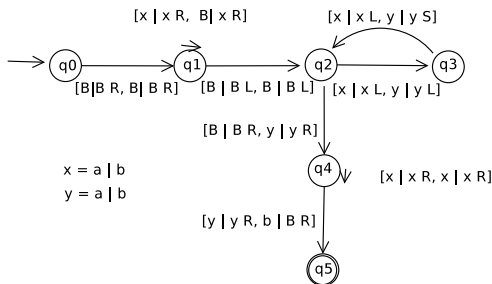 [x | x R, B | x R]
[x | x L, y | y S]
q0
q1
q2
q3
[B|B R, B | B R]
[B | B L, B | B L]
[x | x L, y | y L]
[B | B R, y | y R]
x = a | b
q4
[x | x R, x | x R]
y = a | b
[y | y R, b | B R]
q5